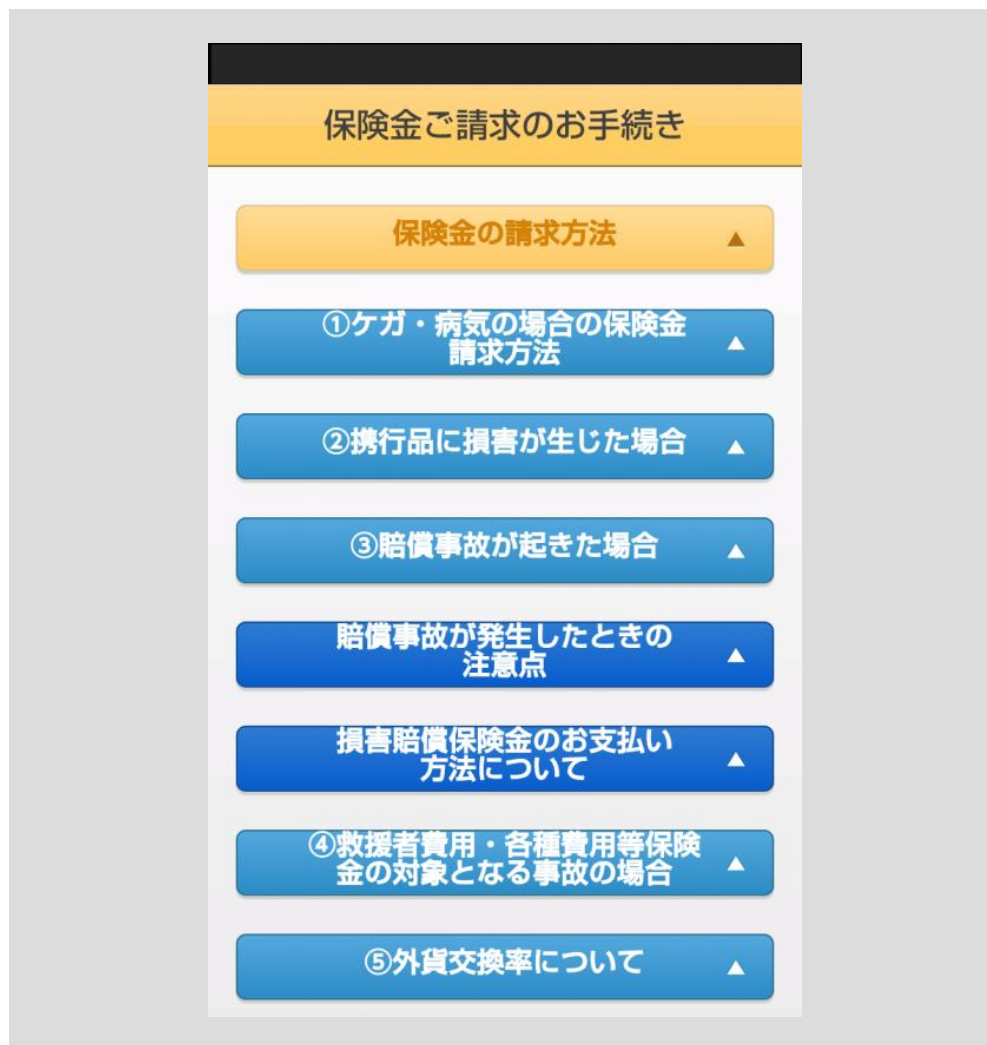 保険金ご請求のお手続き
保険金の請求方法
①ケガ・病気の場合の保険金
請求方法
②携行品に損害が生じた場合
③賠償事故が起きた場合
賠償事故が発生したときの
注意点
損害賠償保険金のお支払い
方法について
④救援者費用・各種費用等保険
金の対象となる事故の場合
⑤外貨交換率について